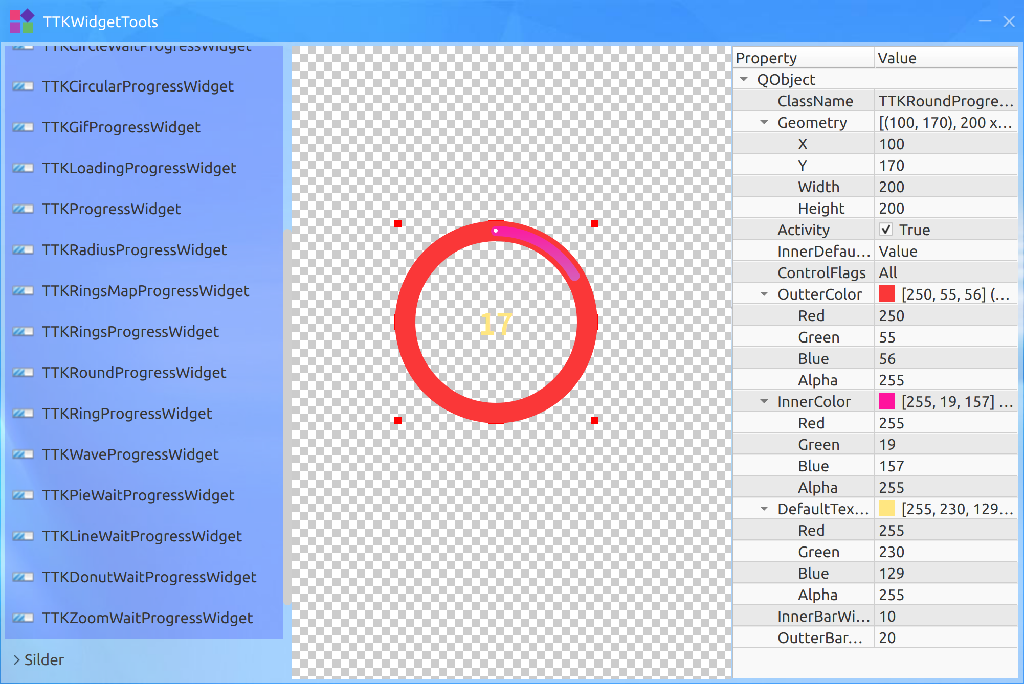 TTKWidgetTools
TTKCircleWaitProgressWidget
TTKCircularProgressWidget
TTKGifProgressWidget
TTKLoadingProgressWidget
TTKProgressWidget
TTKRadiusProgressWidget
TTKRingsMapProgressWidget
TTKRingsProgressWidget
TTKRoundProgressWidget
TTKRingProgressWidget
TTKWaveProgressWidget
TTKPieWaitProgressWidget
TTKLineWaitProgressWidget
TTKDonutWaitProgressWidget
TTKZoomWaitProgressWidget
Silder
17
Property Value
QObject
ClassName TTKRoundProgre...
Geometry [(100, 170), 200 x...
X 100
Y 170
Width 200
Height 200
Activity True
InnerDefau... Value
ControlFlags All
OutterColor [250, 55, 56] (...
Red 250
Green 55
Blue 56
Alpha 255
InnerColor [255, 19, 157] ...
Red 255
Green 19
Blue 157
Alpha 255
DefaultTex... [255, 230, 129...
Red 255
Green 230
Blue 129
Alpha 255
InnerBarWi... 10
OutterBar... 20